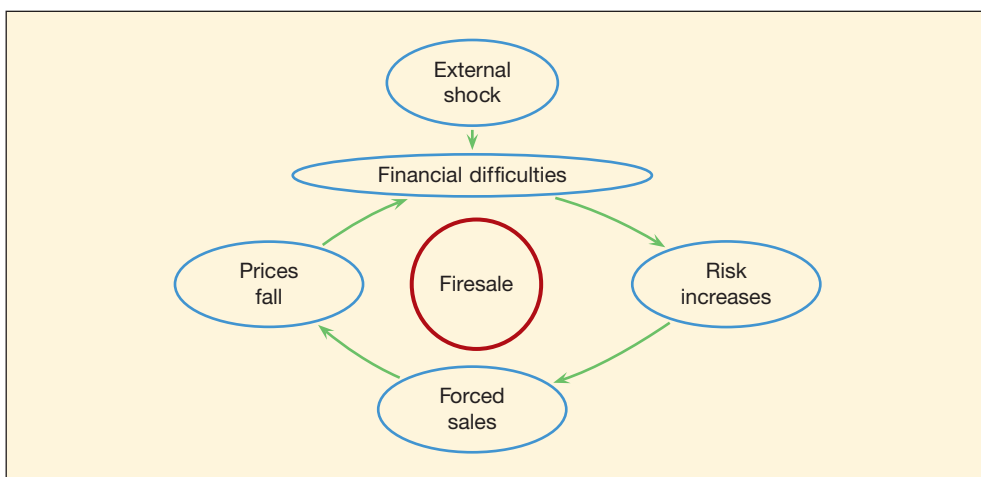 External
shock
Financial difficulties
Prices
fall
Firesale
Risk
increases
Forced
sales